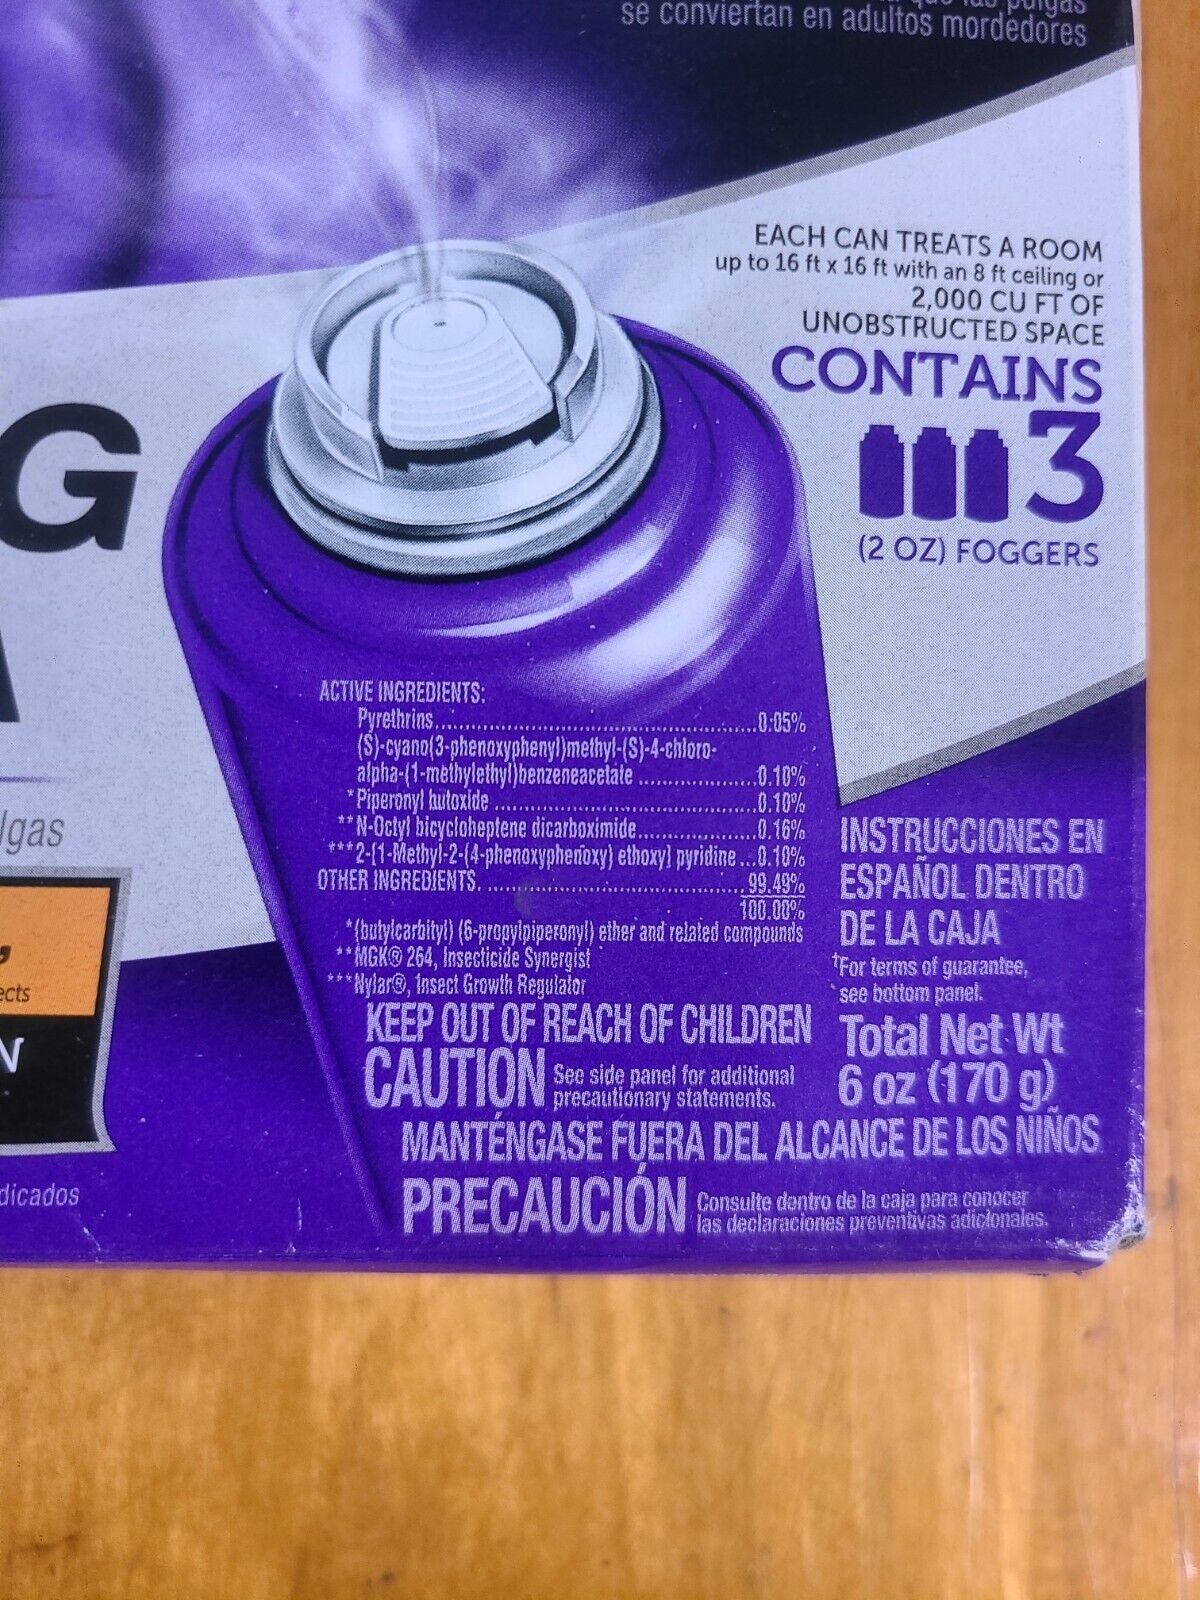 se conviertan en adultos mordedores
EACH CAN TREATS A ROOM
up to 16 ft x 16 ft with an 8 ft ceiling or
2,000 CU FT OF
UNOBSTRUCTED SPACE
CONTAINS
3
(2 OZ) FOGGERS
G
lgas
ects
N
dicados
ACTIVE INGREDIENTS:
Pyrethrins..............................0.05%
(S)-cyano(3-phenoxyphenyl)methyl-(S)-4-chloro-
alpha-(1-methylethyl)benzeneacetate ..................0.10%
*Piperonyl butoxide ..............................0.10%
**N-Octyl bicycloheptene dicarboximide..................0.16%
***2-[1-Methyl-2-(4-phenoxyphenoxy) ethoxy] pyridine...0.10%
OTHER INGREDIENTS. ..............................99.49%
100.00%
*(butylcarbityl) (6-propylpiperonyl) ether and related compounds
**MGK® 264, Insecticide Synergist
***Nylar®, Insect Growth Regulator
KEEP OUT OF REACH OF CHILDREN
CAUTION See side panel for additional
precautionary statements.
INSTRUCCIONES EN
ESPAÑOL DENTRO
DE LA CAJA
†For terms of guarantee,
see bottom panel.
Total Net Wt
6 oz (170 g)
MANTÉNGASE FUERA DEL ALCANCE DE LOS NIÑOS
PRECAUCIÓN Consulte dentro de la caja para conocer
las declaraciones preventivas adicionales.